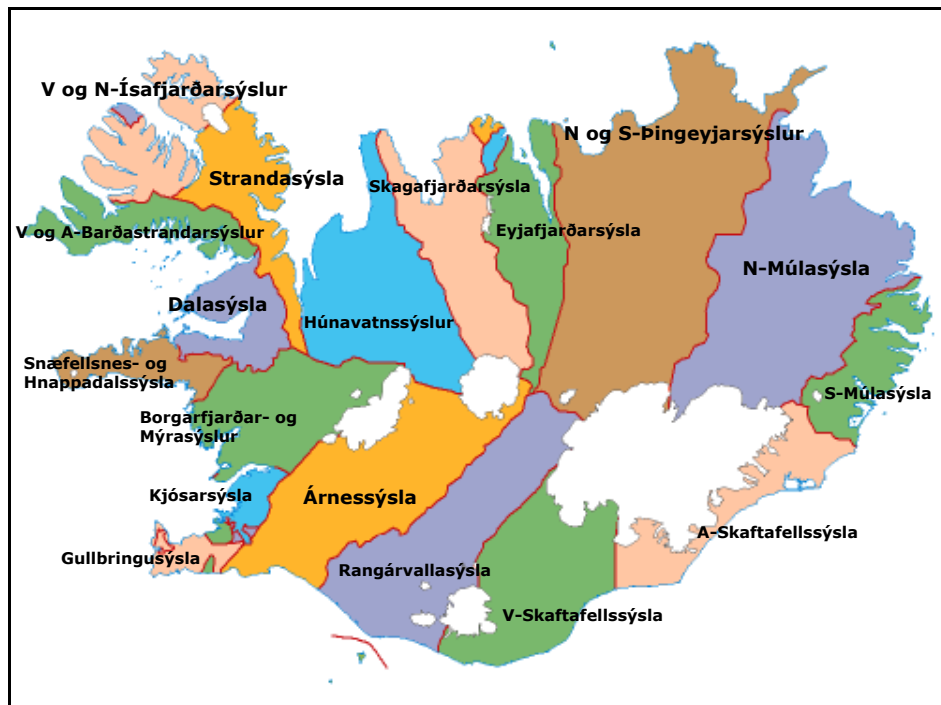 V og N-Ísafjarðarsýslur
N og S-Þingeyjarsýslur
Strandasýsla
Skagafjarðarsýsla
V og A-Barðastrandarsýslur
Eyjafjarðarsýsla
N-Múlasýsla
Dalasýsla
Húnavatnssýslur
Snæfellsnes- og
Hnappadalssýsla
S-Múlasýsla
Borgarfjarðar- og
Mýrasýslur
Kjósarsýsla
Árnessýsla
A-Skaftafellssýsla
Gullbringusýsla
Rangárvallasýsla
V-Skaftafellssýsla